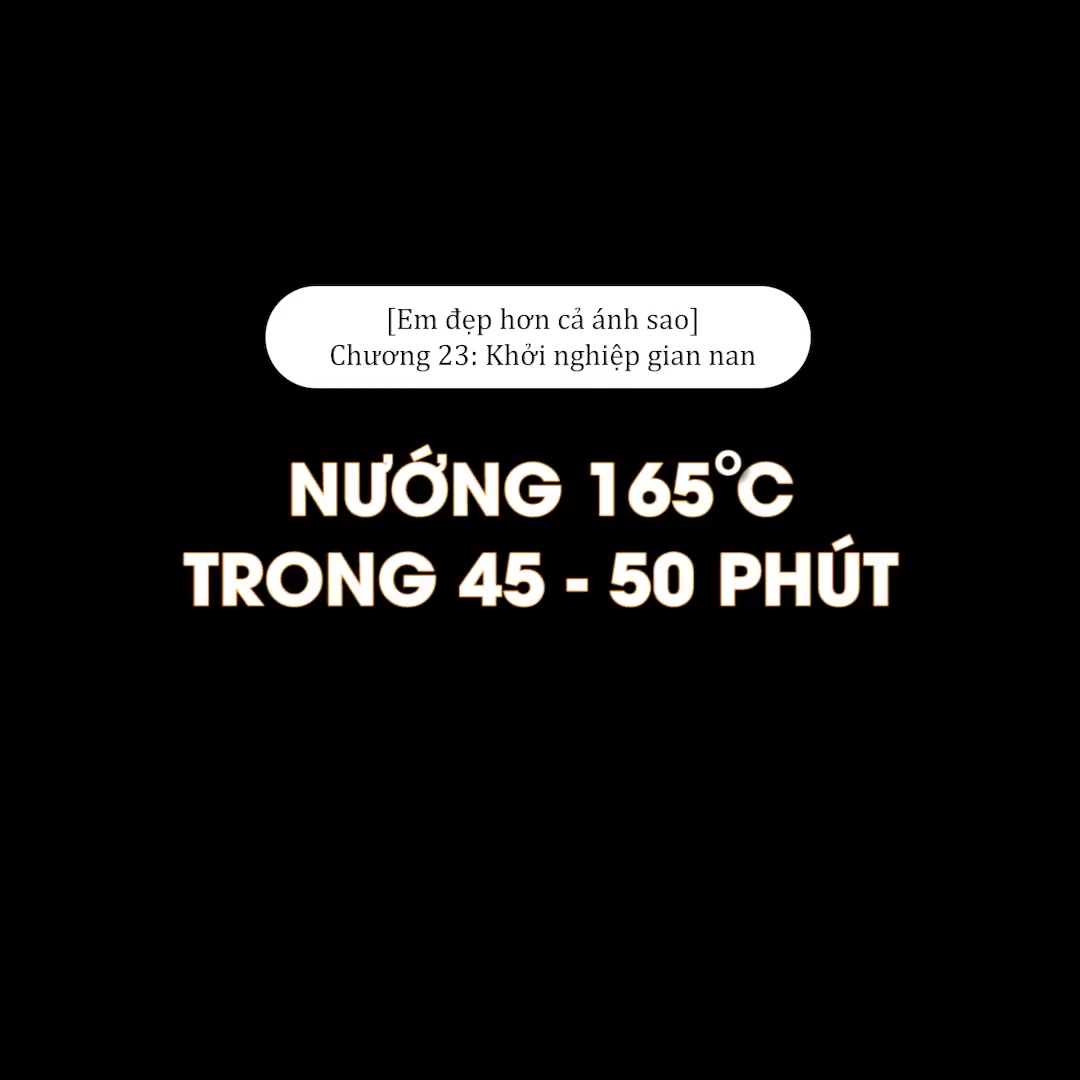 [Em đẹp hơn cả ánh sao]
Chương 23: Khởi nghiệp gian nan
NƯỚNG 165°C
TRONG 45 - 50 PHÚT